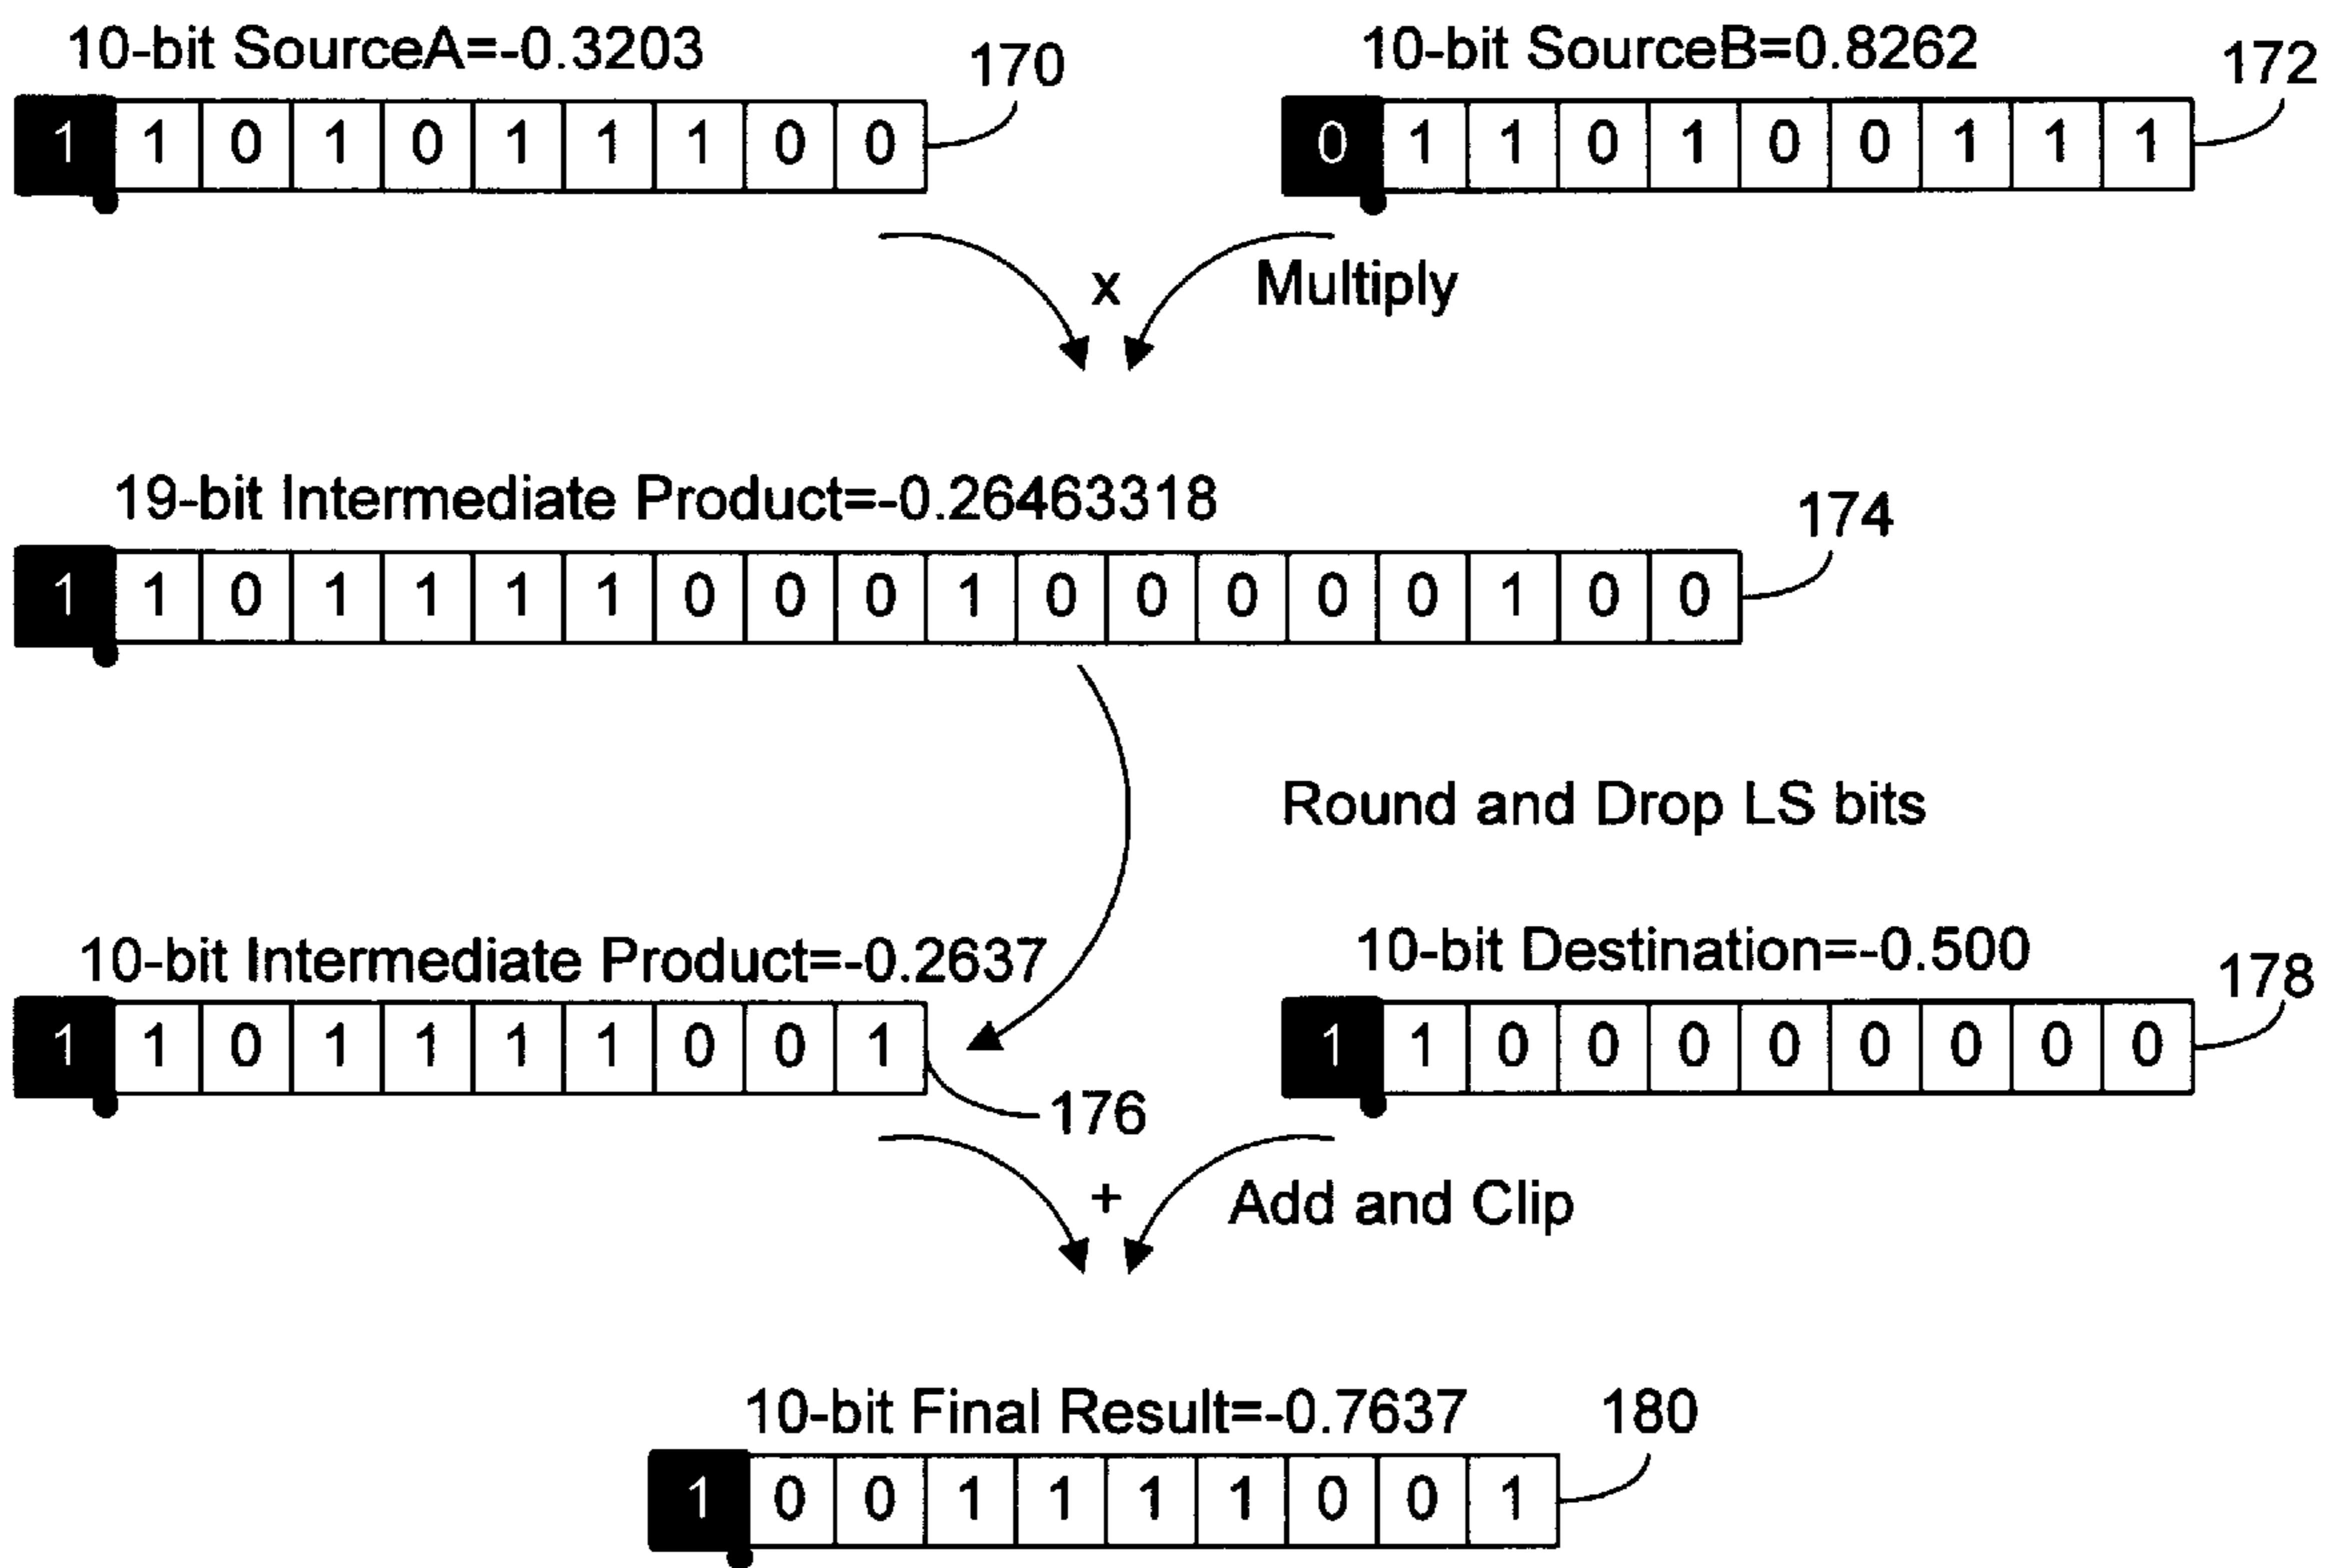 10-bit SourceA=-0.3203
170
10-bit SourceB=0.8262
172
1 1 0 1 0 1 1 1 0 0
0 1 1 0 1 0 0 1 1 1
x
Multiply
19-bit Intermediate Product=-0.26463318
174
1 1 0 1 1 1 1 0 0 0 1 0 0 0 0 0 1 0 0
Round and Drop LS bits
10-bit Intermediate Product=-0.2637
10-bit Destination=-0.500
178
1 1 0 1 1 1 1 0 0 1
1 1 0 0 0 0 0 0 0 0
176
+
Add and Clip
10-bit Final Result=-0.7637
180
1 0 0 1 1 1 1 0 0 1